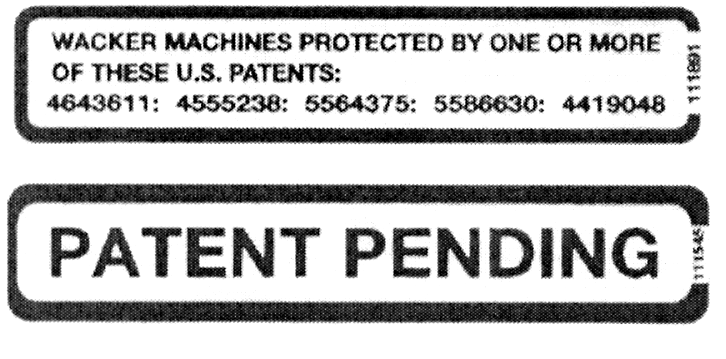 WACKER MACHINES PROTECTED BY ONE OR MORE
OF THESE U.S. PATENTS:
4643611: 4555238: 5564375: 5586630: 4419048
111891
PATENT PENDING
111545